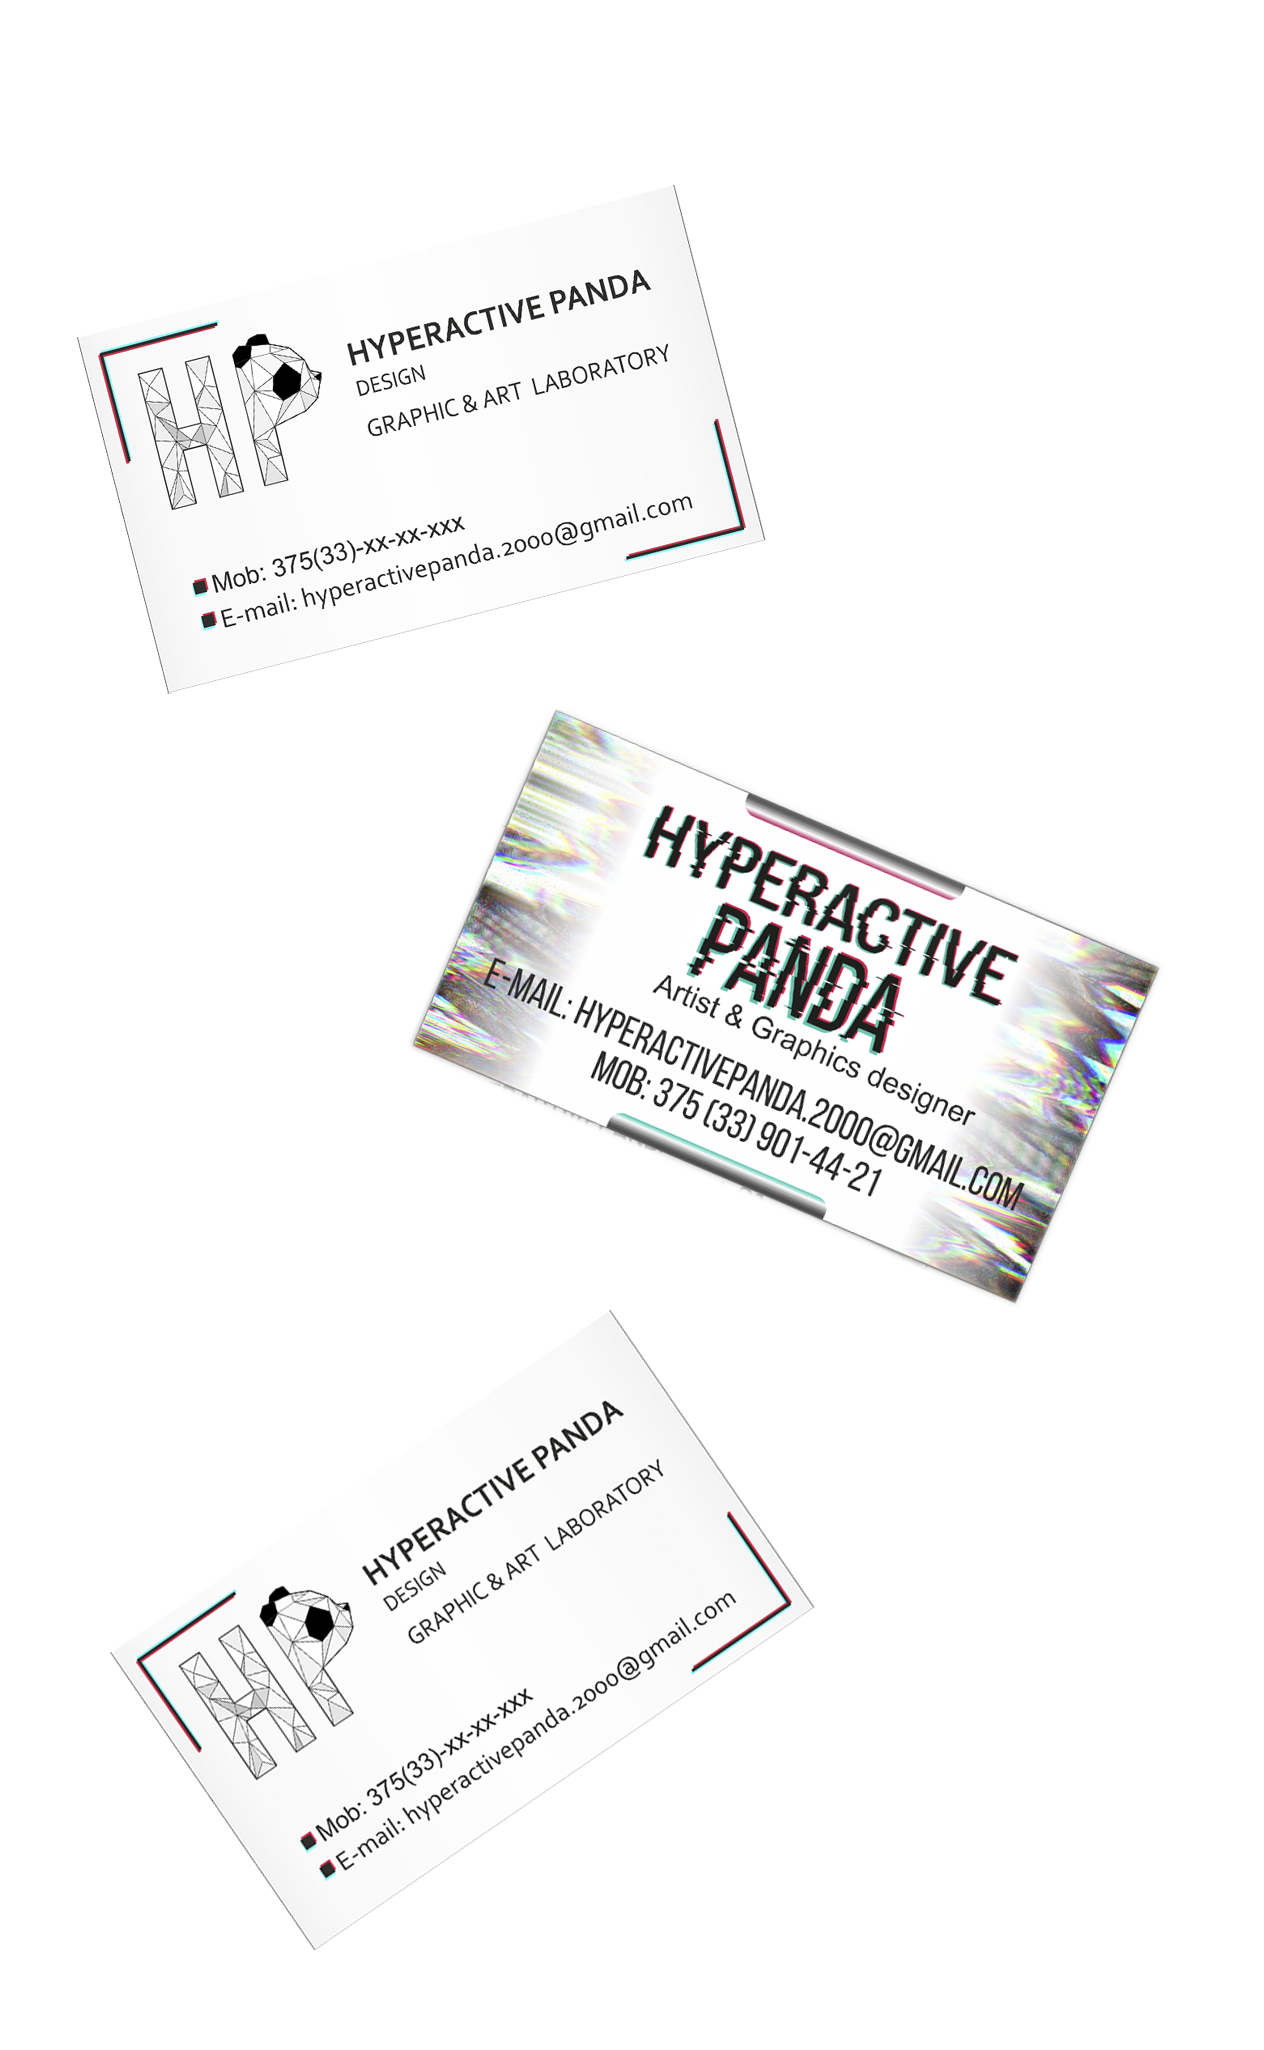 HP
HYPERACTIVE PANDA
DESIGN
GRAPHIC & ART LABORATORY
Mob: 375(33)-xx-xx-xxx
E-mail: hyperactivepanda.2000@gmail.com
HYPERACTIVE
PANDA
Artist & Graphics designer
E-MAIL: HYPERACTIVEPANDA.2000@GMAIL.COM
MOB: 375 (33) 901-44-21
HP
HYPERACTIVE PANDA
DESIGN
GRAPHIC & ART LABORATORY
Mob: 375(33)-xx-xx-xxx
E-mail: hyperactivepanda.2000@gmail.com